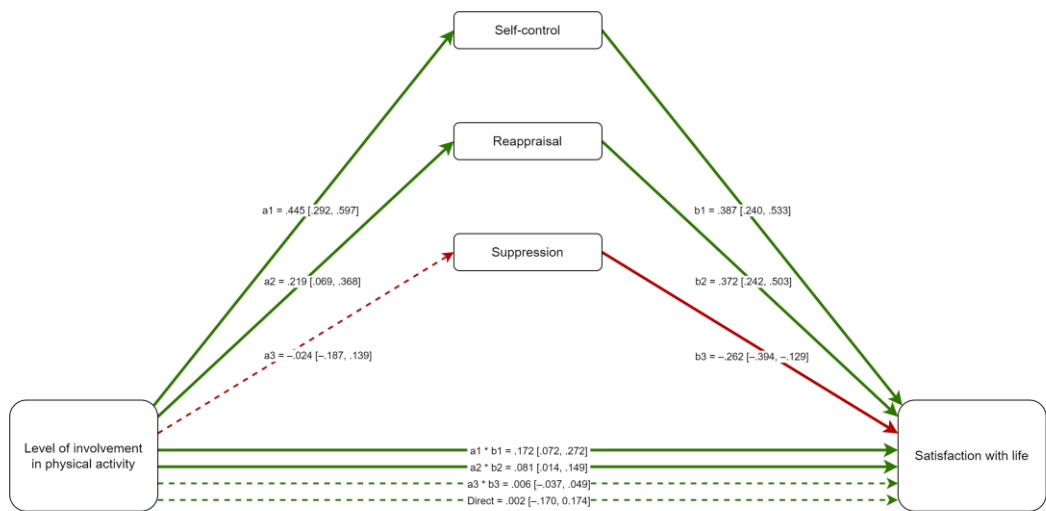 Self-control
Reappraisal
a1 = .445 [.292, .597]
b1 = .387 [.240, .533]
Suppression
a2 = .219 [.069, .368]
b2 = .372 [.242, .503]
a3 = –.024 [–.187, .139]
b3 = –.262 [–.394, –.129]
Level of involvement
in physical activity
a1 * b1 = .172 [.072, .272]
a2 * b2 = .081 [.014, .149]
a3 * b3 = .006 [–.037, .049]
Direct = .002 [–.170, 0.174]
Satisfaction with life